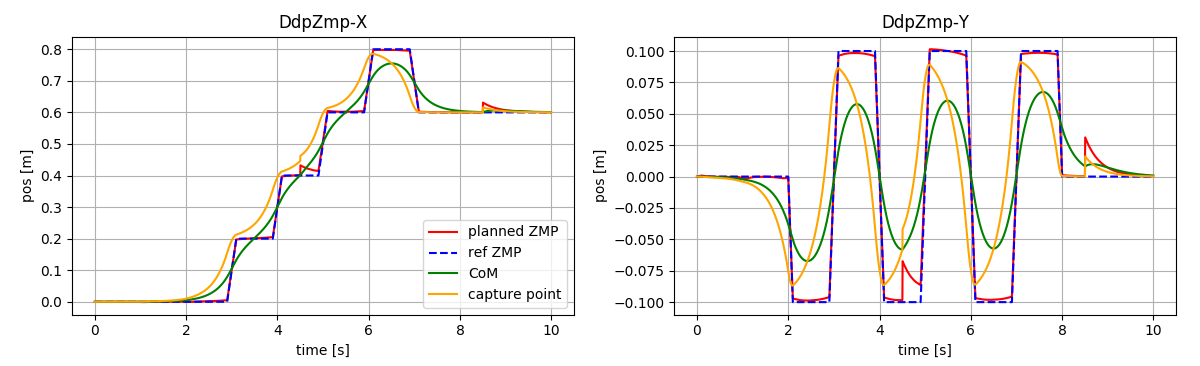 DdpZmp-X
pos [m]
0.8
0.7
0.6
0.5
0.4
0.3
0.2
0.1
0.0
planned ZMP
ref ZMP
CoM
capture point
0 2 4 6 8 10
time [s]
DdpZmp-Y
pos [m]
0.100
0.075
0.050
0.025
0.000
−0.025
−0.050
−0.075
−0.100
0 2 4 6 8 10
time [s]